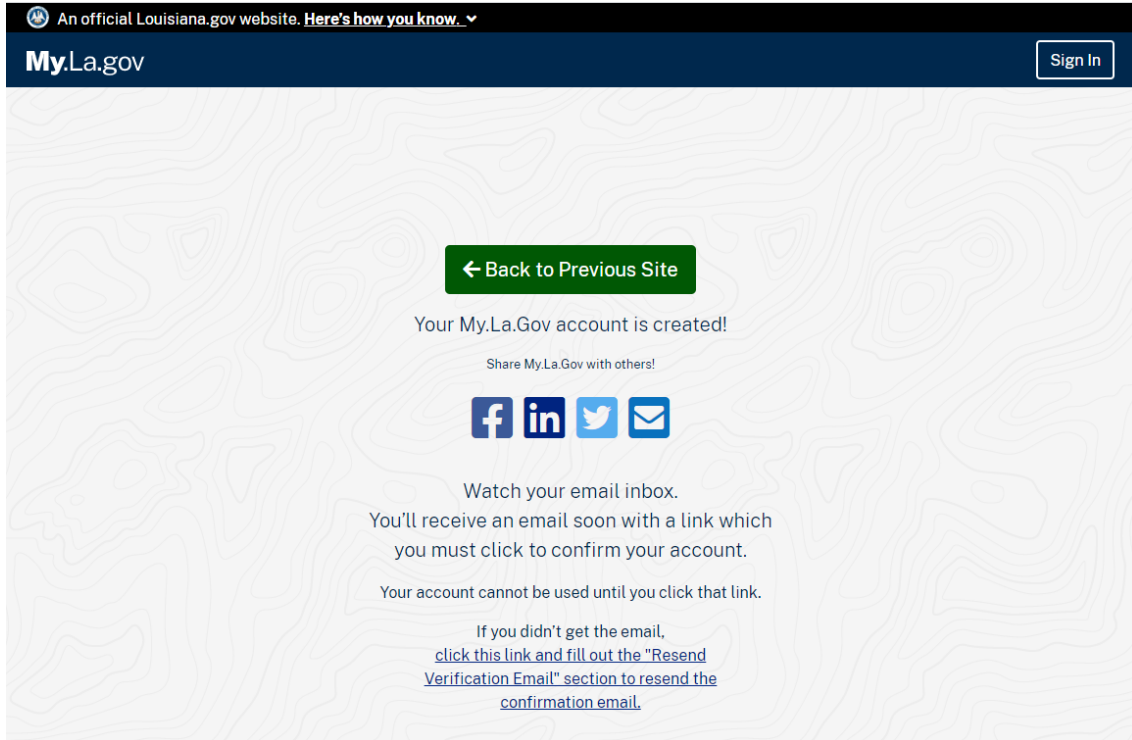 An official Louisiana.gov website. Here's how you know.
My.La.gov
Sign In
Back to Previous Site
Your My.La.Gov account is created!
Share My.La.Gov with others!
f in
Watch your email inbox.
You'll receive an email soon with a link which
you must click to confirm your account.
Your account cannot be used until you click that link.
If you didn't get the email,
click this link and fill out the "Resend
Verification Email" section to resend the
confirmation email.